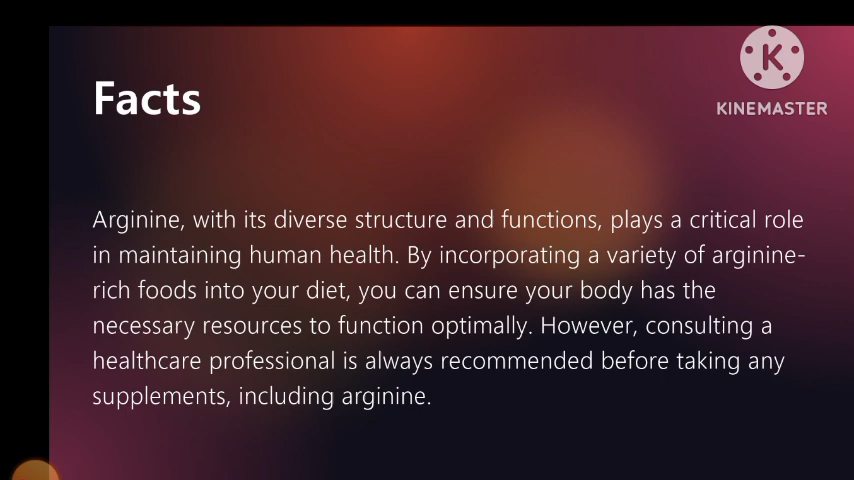 K
KINEMASTER
Facts
Arginine, with its diverse structure and functions, plays a critical role
in maintaining human health. By incorporating a variety of arginine-
rich foods into your diet, you can ensure your body has the
necessary resources to function optimally. However, consulting a
healthcare professional is always recommended before taking any
supplements, including arginine.